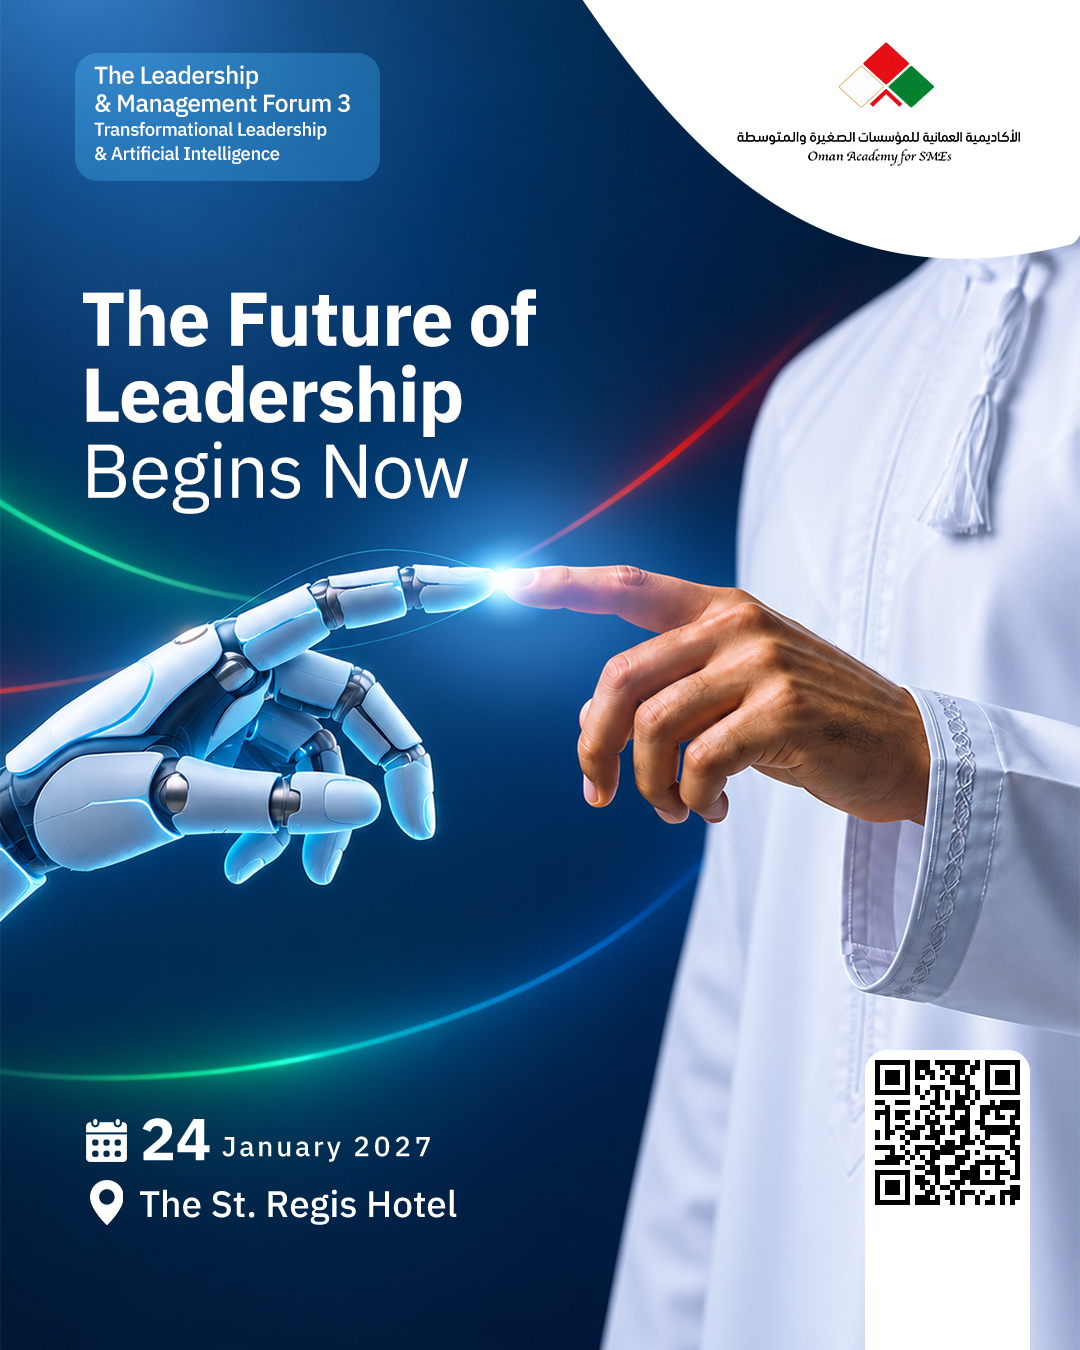 The Leadership
& Management Forum 3
Transformational Leadership
& Artificial Intelligence
الأكاديمية العمانية للمؤسسات الصغيرة والمتوسطة
Oman Academy for SMEs
The Future of
Leadership
Begins Now
24 January 2027
The St. Regis Hotel